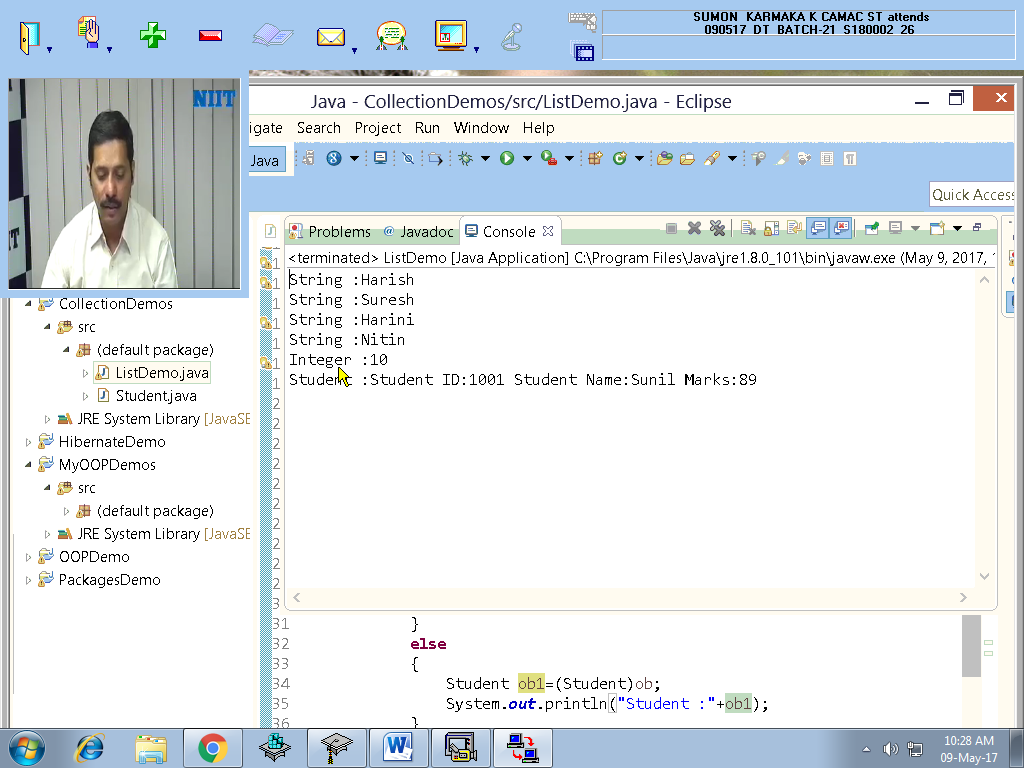 SUMON KARMAKA K CAMAC ST attends
090517 DT BATCH-21 S180002 26
NIIT
IT
Java - CollectionDemos/src/ListDemo.java - Eclipse
igate Search Project Run Window Help
Java
Quick Access
Problems @ Javadoc Console
<terminated> ListDemo [Java Application] C:\Program Files\Java\jre1.8.0_101\bin\javaw.exe (May 9, 2017,
String :Harish
String :Suresh
String :Harini
String :Nitin
Integer :10
Student :Student ID:1001 Student Name:Sunil Marks:89
CollectionDemos
src
(default package)
ListDemo.java
Student.java
JRE System Library [JavaSE
HibernateDemo
MyOOPDemos
src
(default package)
JRE System Library [JavaSE
OOPDemo
PackagesDemo
31 }
32 else
33 {
34 Student ob1=(Student)ob;
35 System.out.println("Student :"+ob1);
36 }
10:28 AM
09-May-17